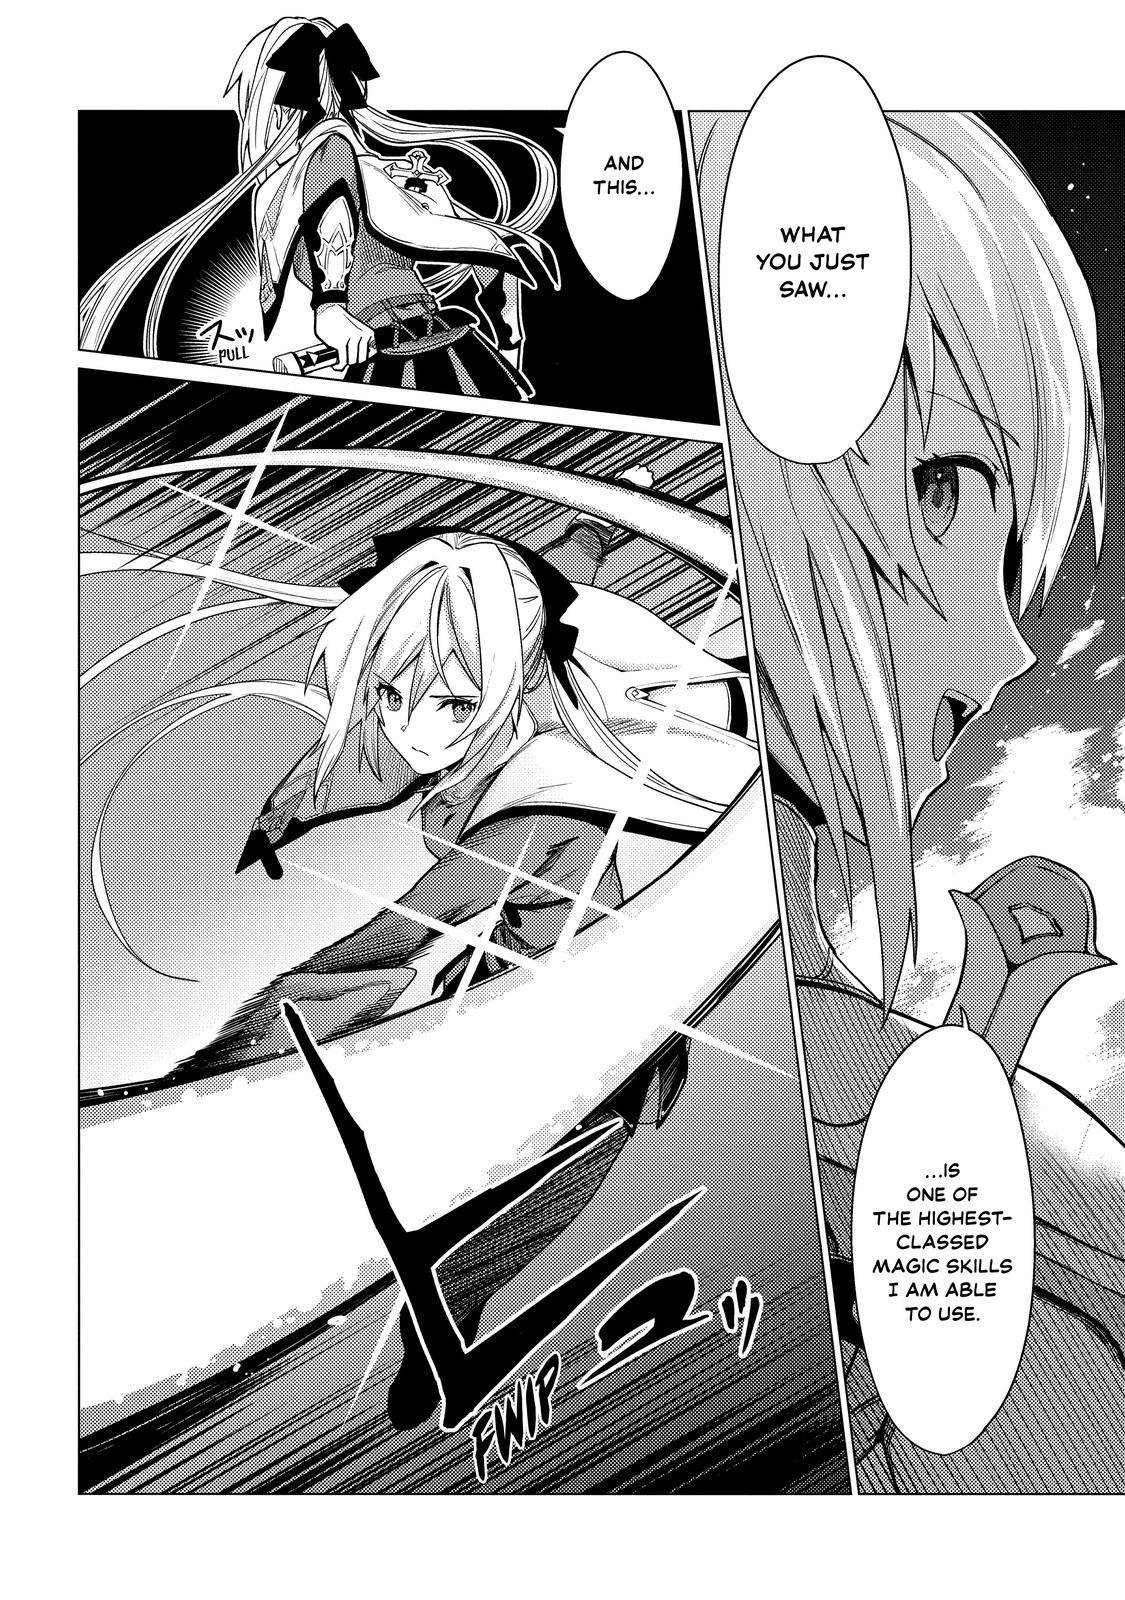 WHAT
YOU JUST
SAW...
...IS
ONE OF
THE HIGHEST-
CLASSED
MAGIC SKILLS
I AM ABLE
TO USE.
AND
THIS...
スッ
PULL
ヒュッ
FWIP